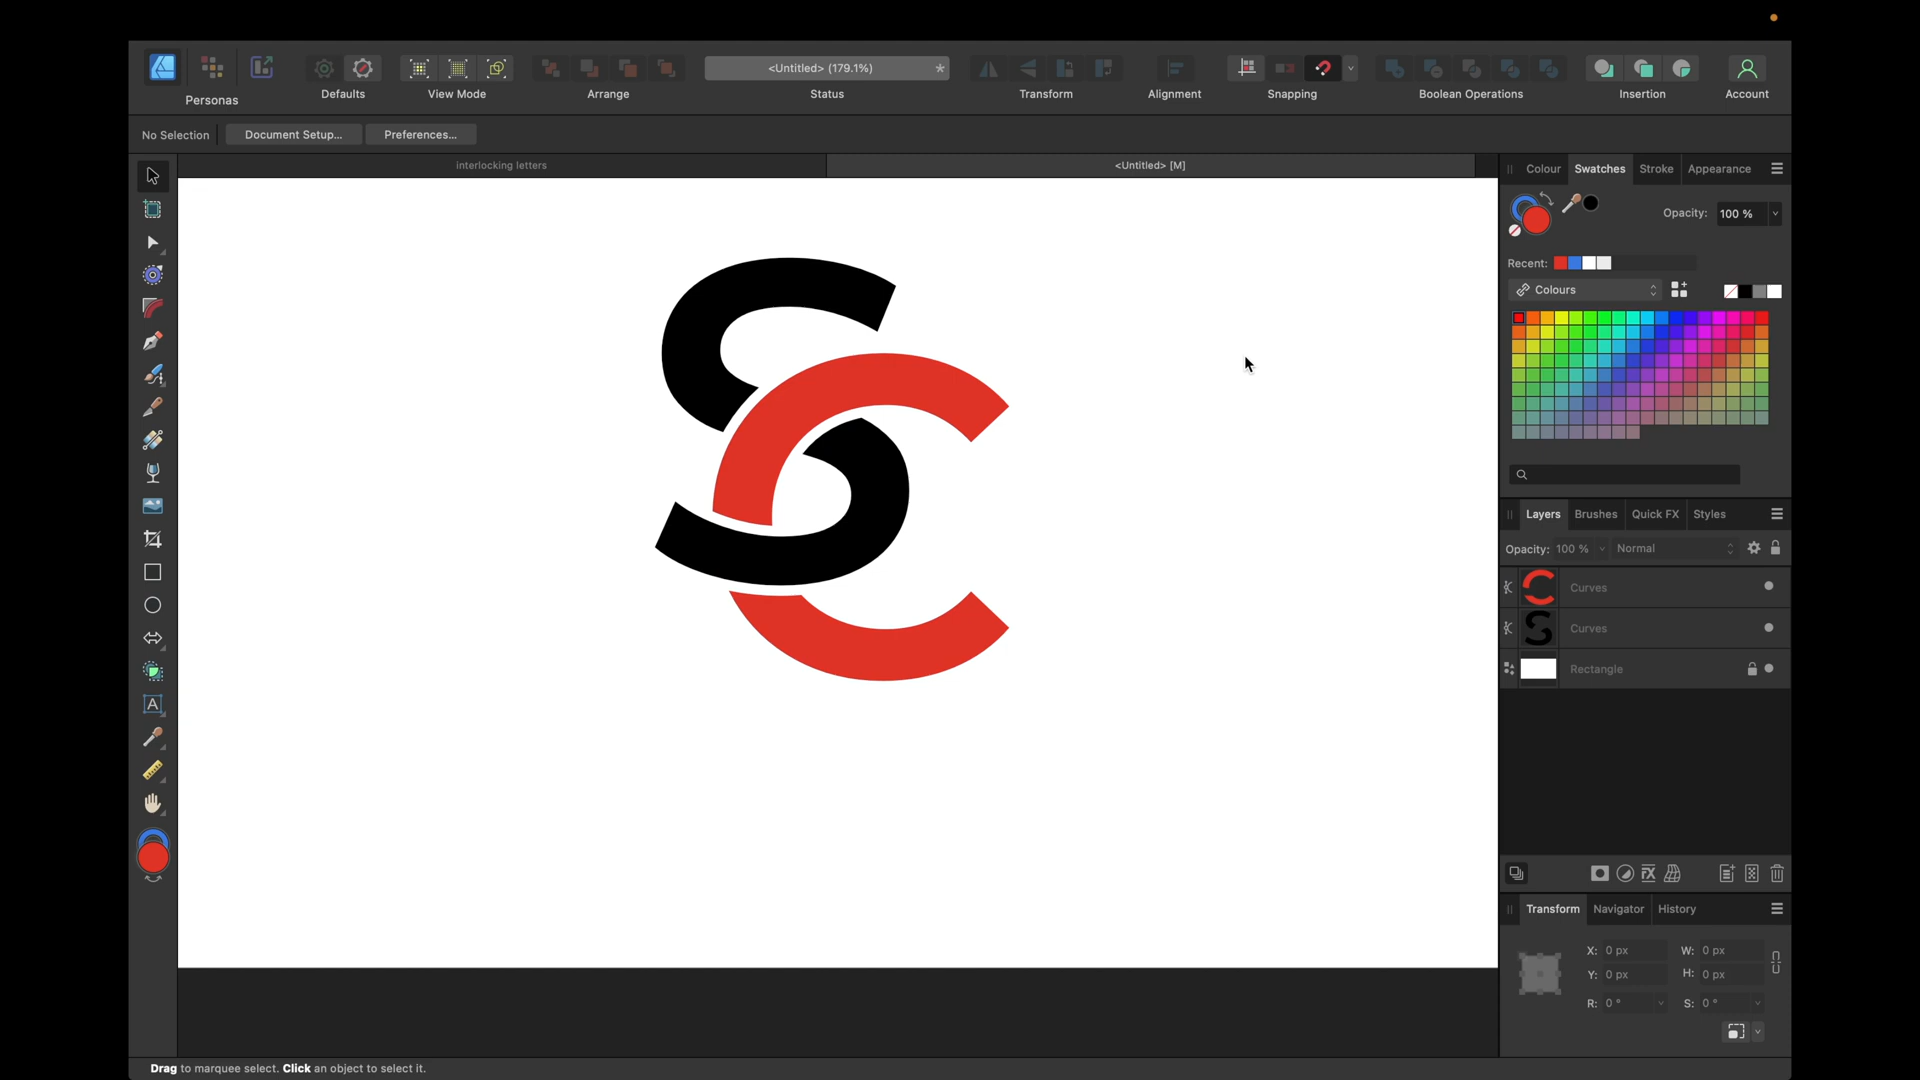 Personas
Defaults
View Mode
Arrange
<Untitled> (179.1%)
*
Status
Transform
Alignment
Snapping
Boolean Operations
Insertion
Account
No Selection
Document Setup...
Preferences...
interlocking letters
<Untitled> [M]
Colour
Swatches
Stroke
Appearance
Opacity:
100 %
Recent:
Colours
S
C
A
Layers
Brushes
Quick FX
Styles
Opacity: 100 %
Normal
Curves
Curves
Rectangle
Transform
Navigator
History
X: 0 px
W: 0 px
Y: 0 px
H: 0 px
R: 0 °
S: 0 °
Drag to marquee select. Click an object to select it.